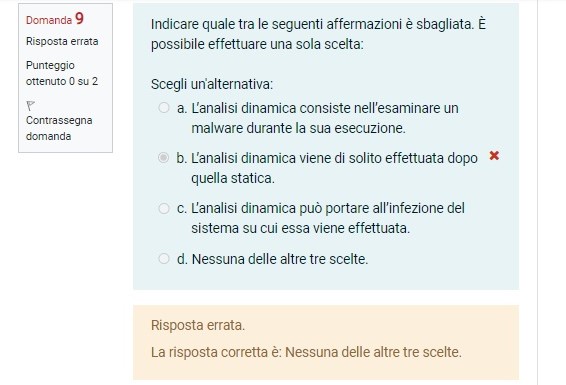 Domanda 9
Risposta errata
Punteggio
ottenuto 0 su 2
Contrassegna
domanda
Indicare quale tra le seguenti affermazioni è sbagliata. È
possibile effettuare una sola scelta:
Scegli un'alternativa:
a. L'analisi dinamica consiste nell'esaminare un
malware durante la sua esecuzione.
b. L'analisi dinamica viene di solito effettuata dopo
quella statica.
c. L'analisi dinamica può portare all'infezione del
sistema su cui essa viene effettuata.
d. Nessuna delle altre tre scelte.
Risposta errata.
La risposta corretta è: Nessuna delle altre tre scelte.